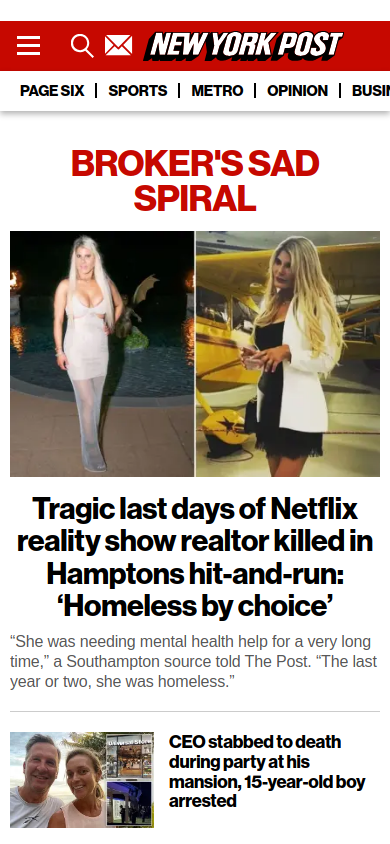 NEW YORK POST
PAGE SIX | SPORTS | METRO | OPINION | BUSIN
BROKER'S SAD
SPIRAL
Tragic last days of Netflix
reality show realtor killed in
Hamptons hit-and-run:
‘Homeless by choice’
“She was needing mental health help for a very long
time,” a Southampton source told The Post. “The last
year or two, she was homeless.”
CEO stabbed to death
during party at his
mansion, 15-year-old boy
arrested